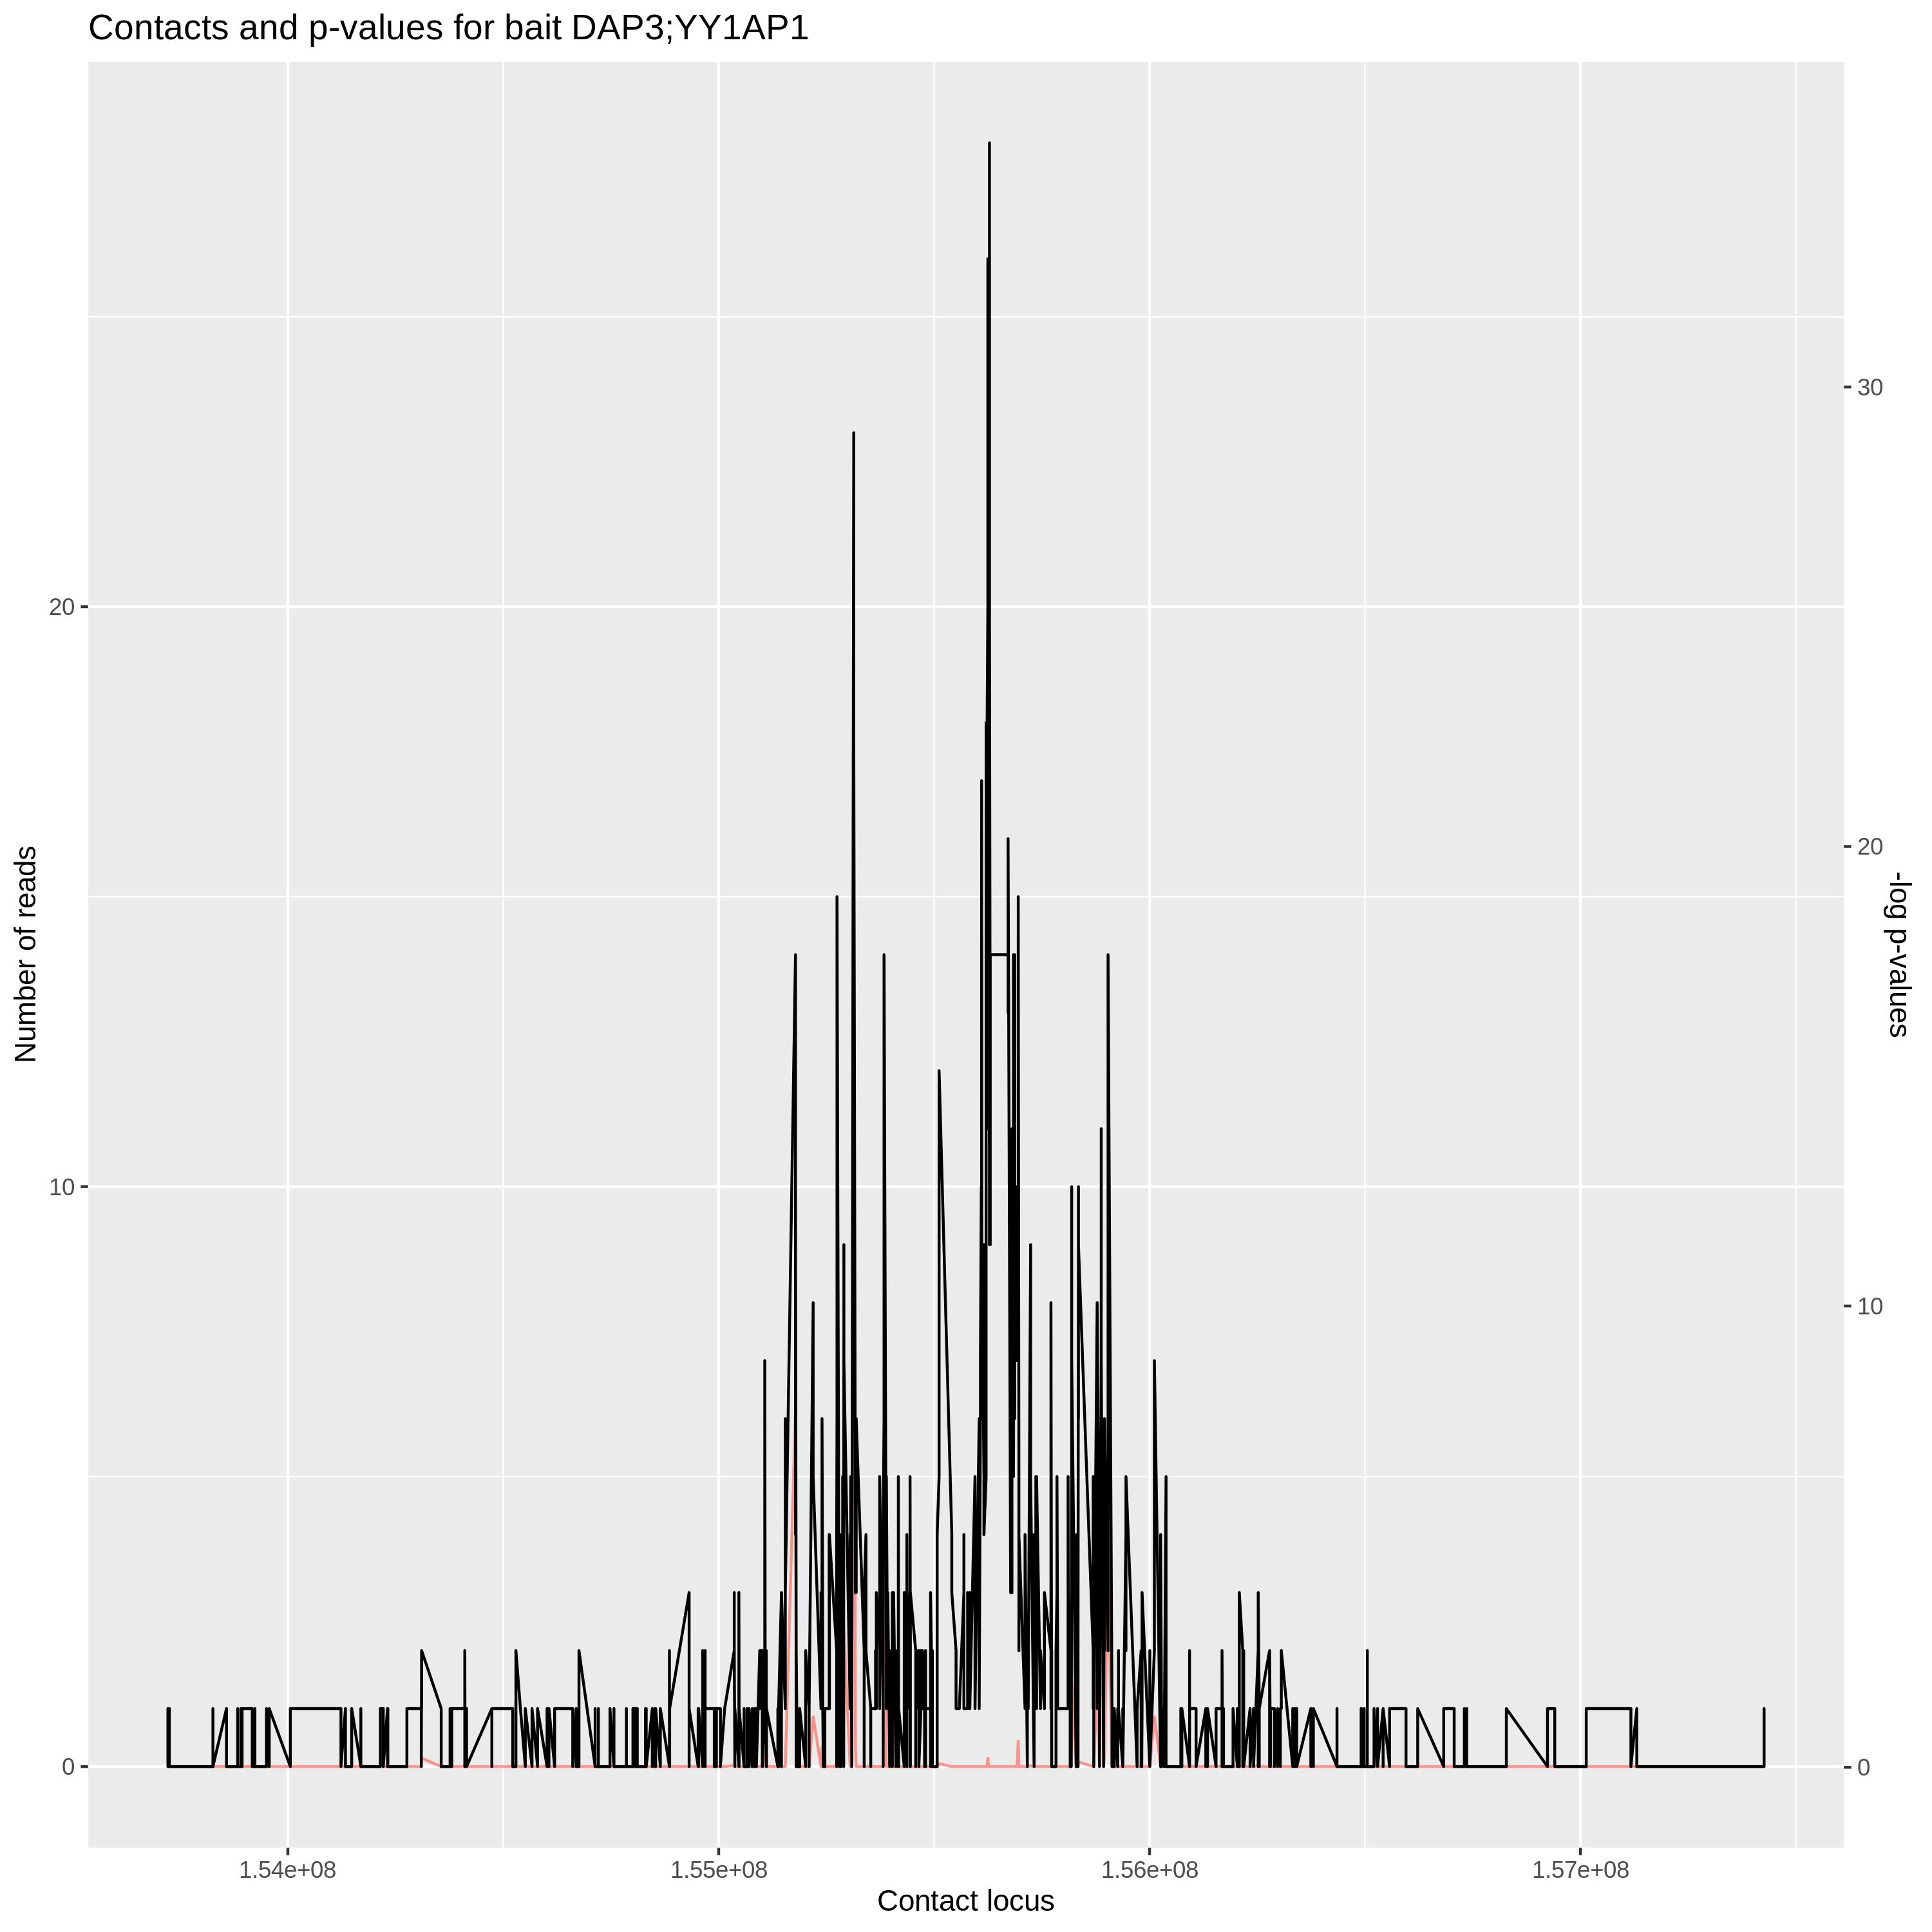 Contacts and p-values for bait DAP3;YY1AP1
Number of reads
20
10
0
30
20
10
0
-log p-values
1.54e+08
1.55e+08
1.56e+08
1.57e+08
Contact locus